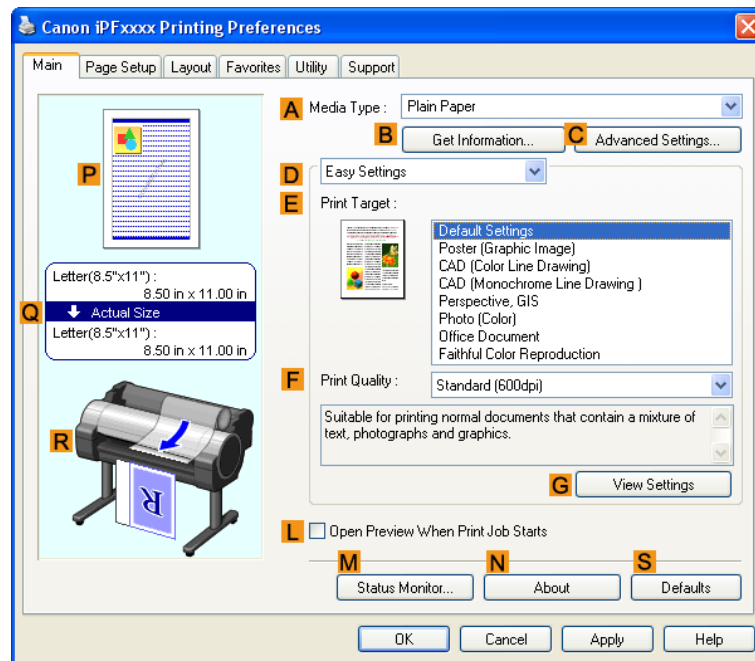 Canon iPFxxxx Printing Preferences
Main Page Setup Layout Favorites Utility Support
A Media Type : Plain Paper
B Get Information... C Advanced Settings...
P
D Easy Settings
E Print Target :
Default Settings
Poster (Graphic Image)
CAD (Color Line Drawing)
CAD (Monochrome Line Drawing )
Perspective, GIS
Photo (Color)
Office Document
Faithful Color Reproduction
Letter(8.5"x11") :
8.50 in x 11.00 in
Q Actual Size
Letter(8.5"x11") :
8.50 in x 11.00 in
F Print Quality : Standard (600dpi)
Suitable for printing normal documents that contain a mixture of
text, photographs and graphics.
R
R
G View Settings
L Open Preview When Print Job Starts
M N S
Status Monitor... About Defaults
OK Cancel Apply Help